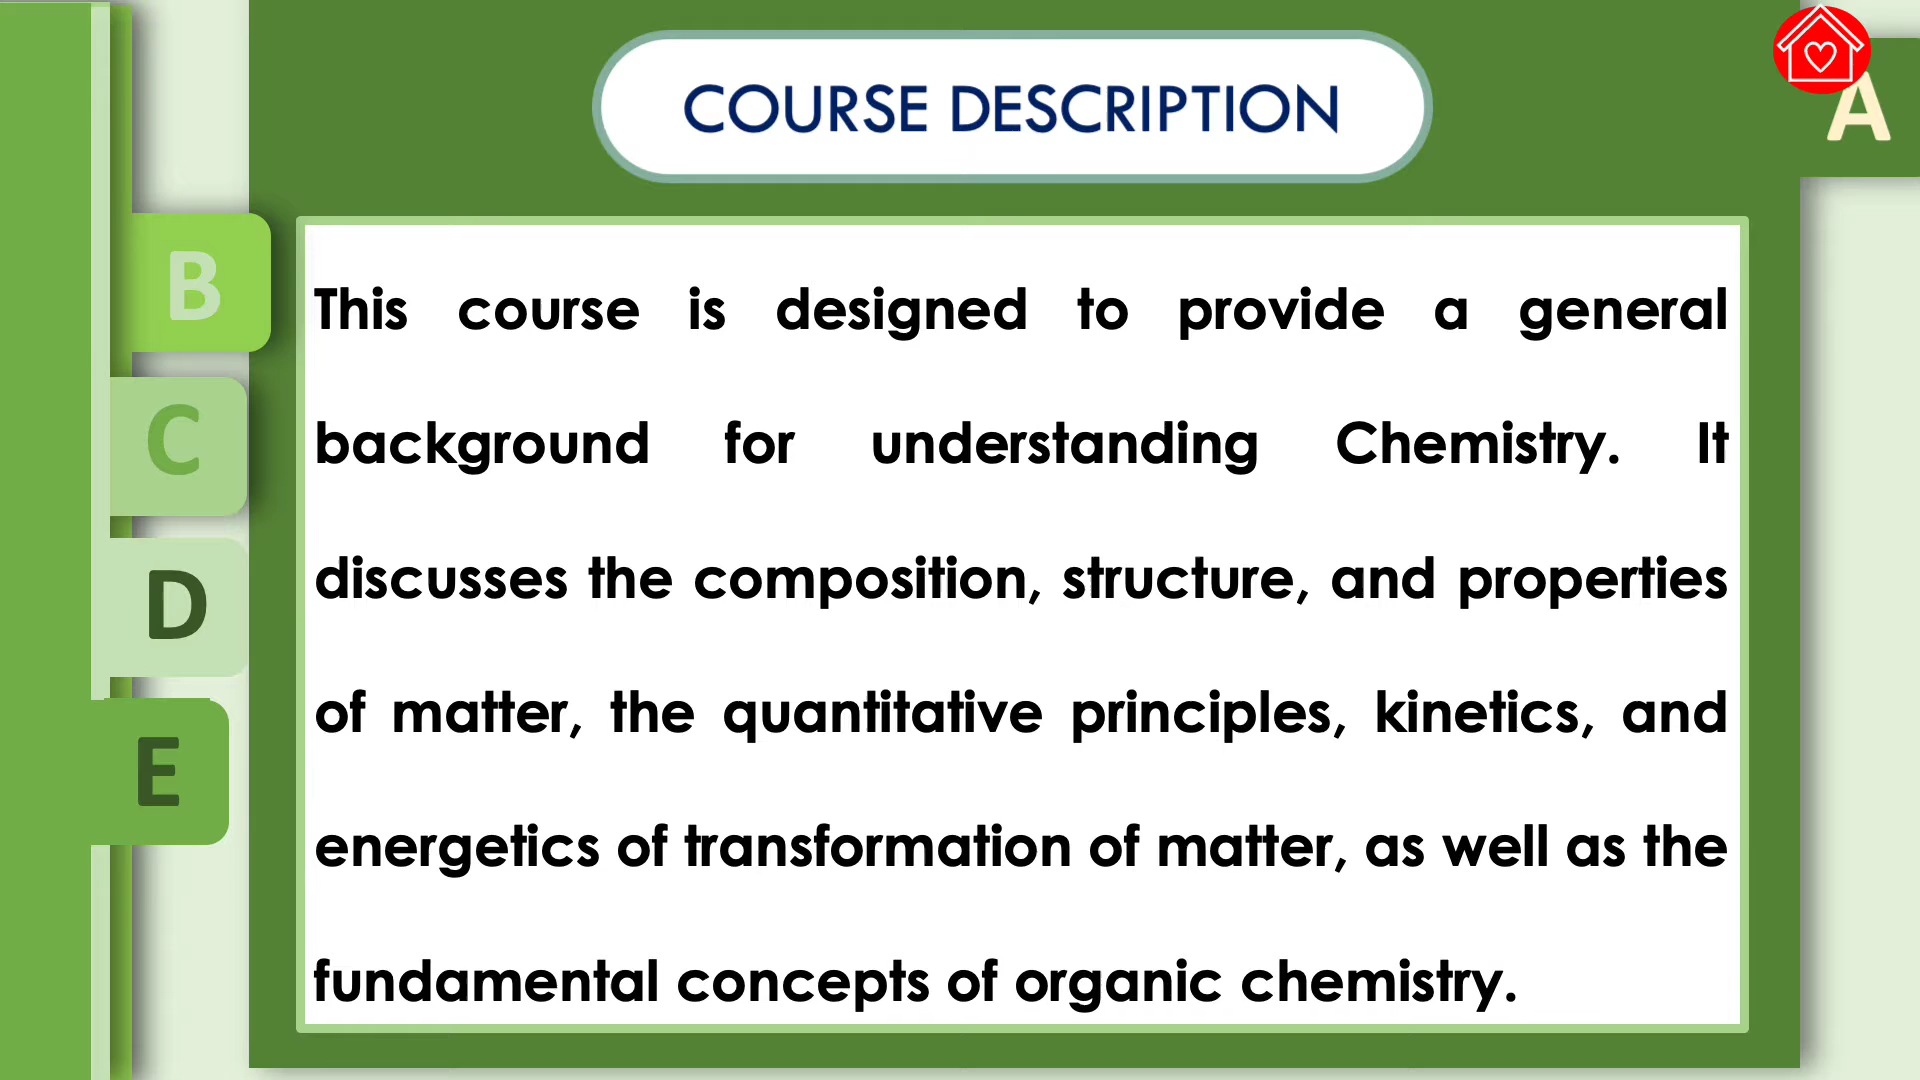 COURSE DESCRIPTION
A
B
C
D
E
This course is designed to provide a general
background for understanding Chemistry. It
discusses the composition, structure, and properties
of matter, the quantitative principles, kinetics, and
energetics of transformation of matter, as well as the
fundamental concepts of organic chemistry.